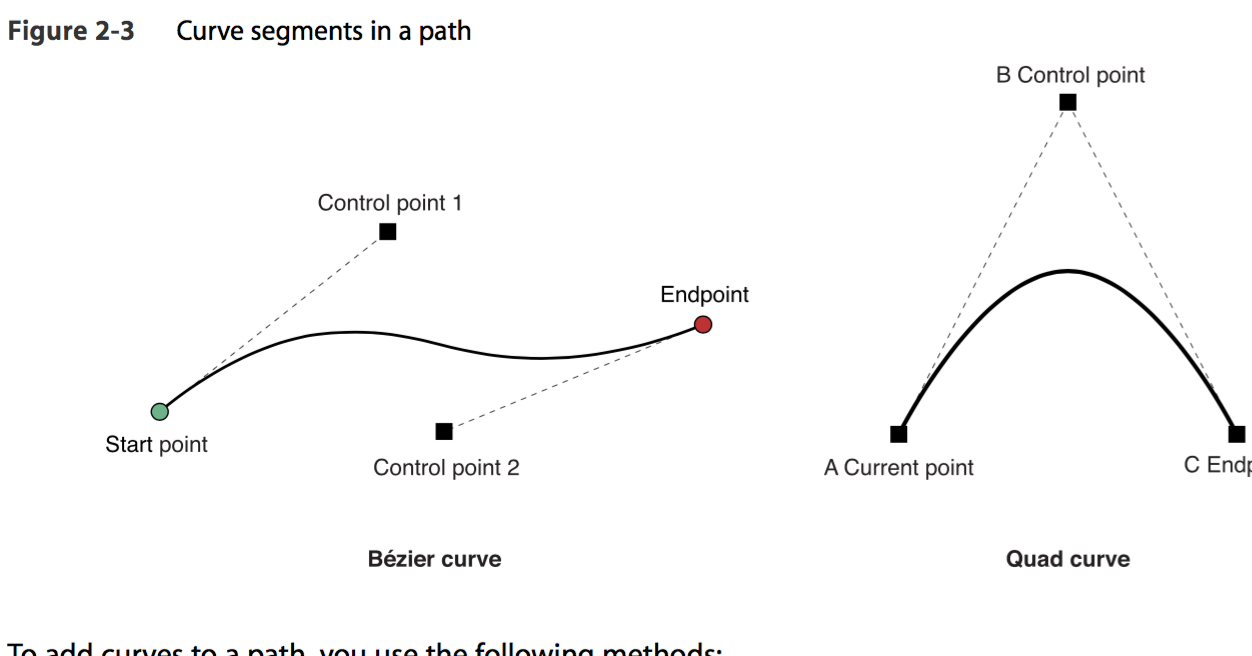 Figure 2-3 Curve segments in a path
B Control point
Control point 1
Endpoint
Start point
Control point 2
A Current point
C Endp
Bézier curve
Quad curve
To add curves to a path, you use the following methods: